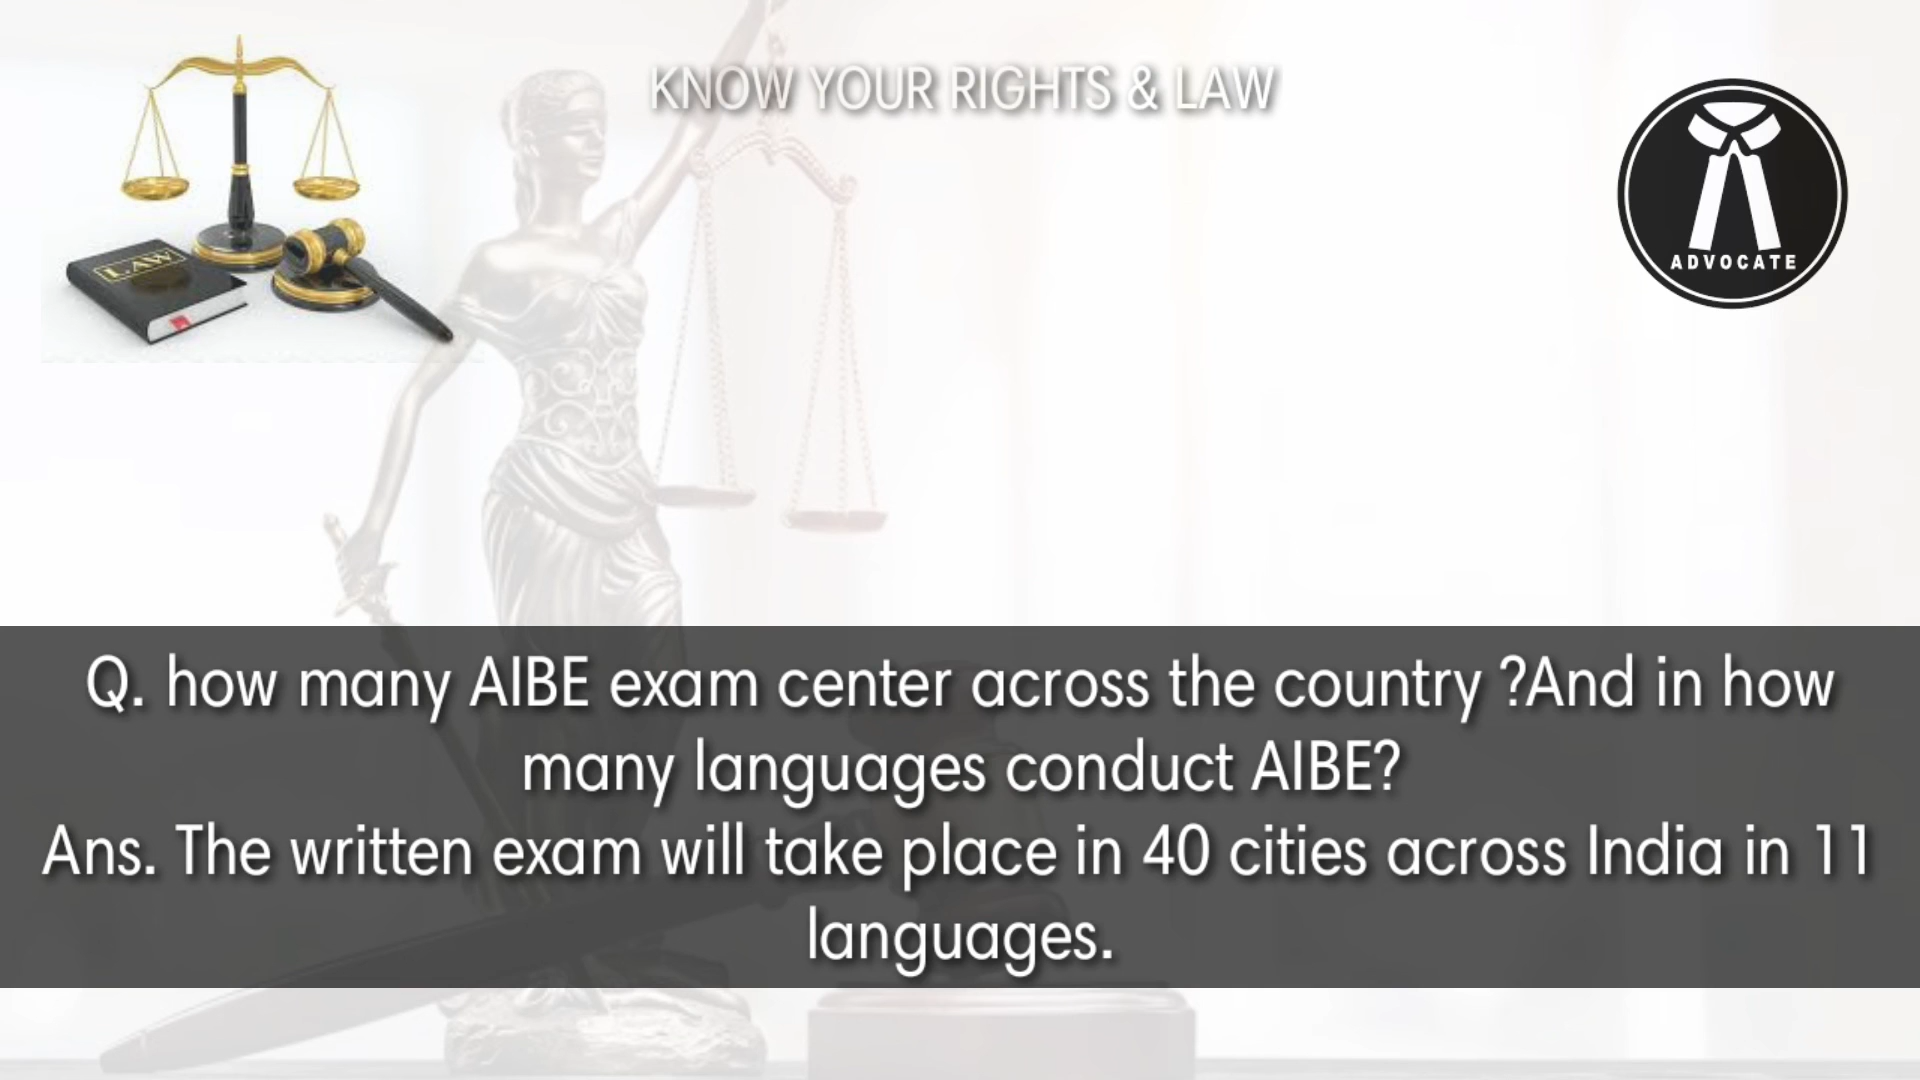 KNOW YOUR RIGHTS & LAW
LAW
ADVOCATE
Q. how many AIBE exam center across the country ?And in how
many languages conduct AIBE?
Ans. The written exam will take place in 40 cities across India in 11
languages.